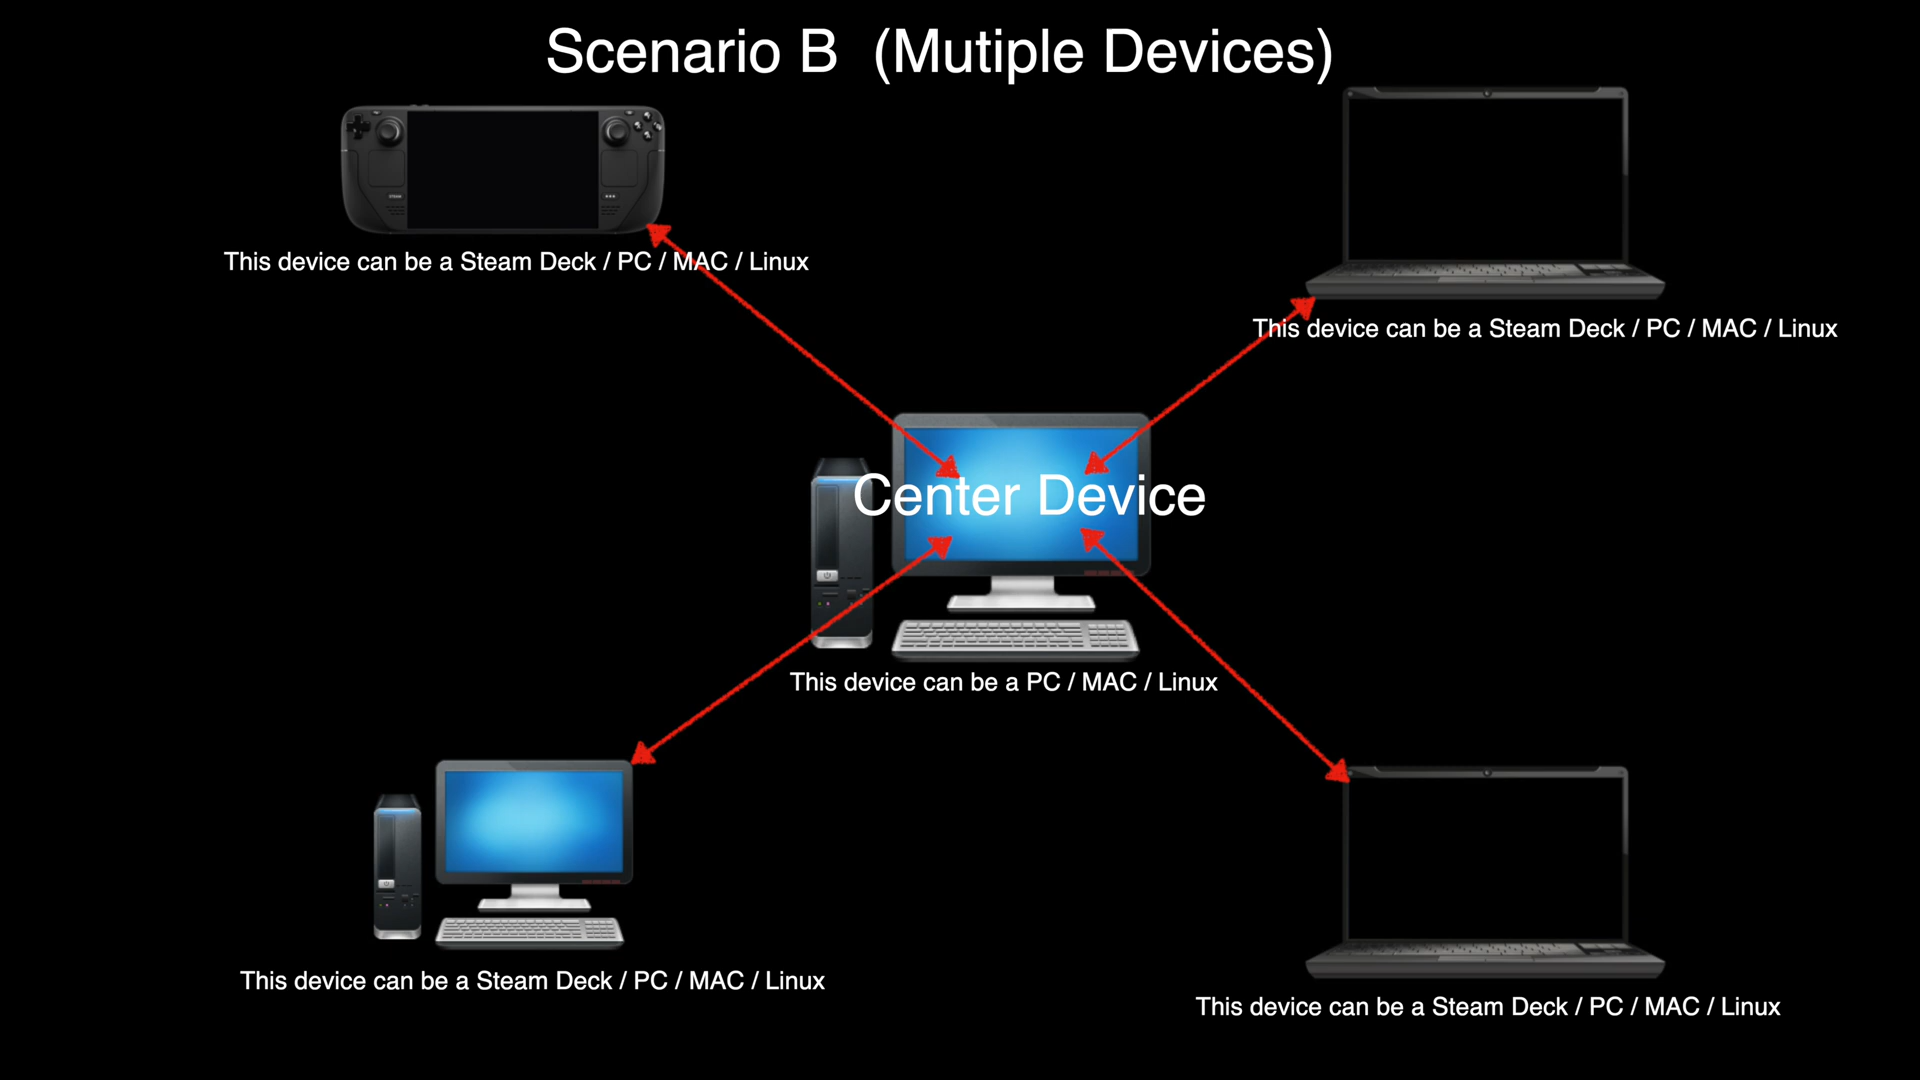 Scenario B (Mutiple Devices)
This device can be a Steam Deck / PC / MAC / Linux
This device can be a Steam Deck / PC / MAC / Linux
Center Device
This device can be a PC / MAC / Linux
This device can be a Steam Deck / PC / MAC / Linux
This device can be a Steam Deck / PC / MAC / Linux